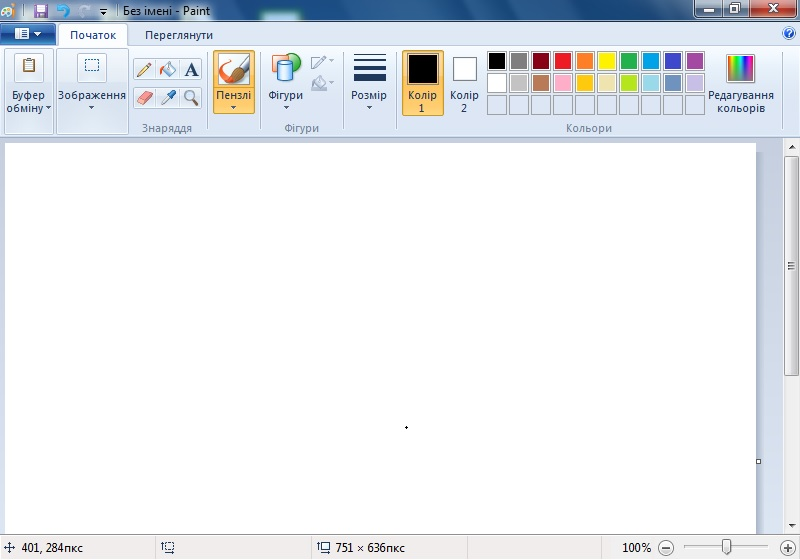 Без імені - Paint
Початок Переглянути
Буфер обміну
Зображення
Пензлі
Фігури
Розмір
Колір 1
Колір 2
Редагування кольорів
Знаряддя
Фігури
Кольори
401, 284пкс
751 × 636пкс
100%